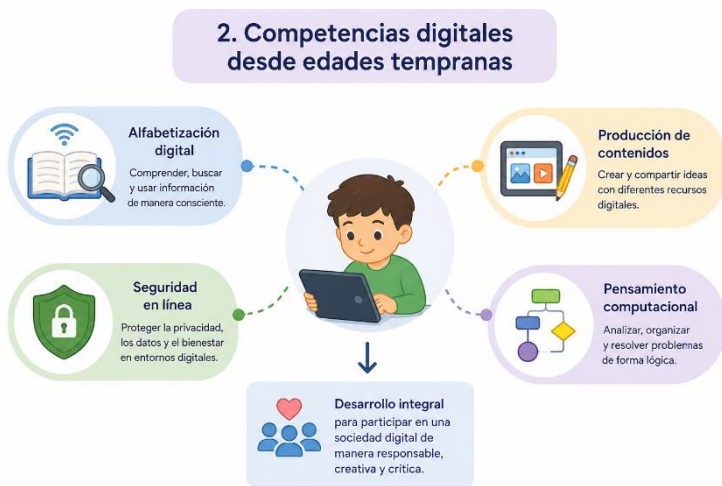 2. Competencias digitales
desde edades tempranas
Alfabetización
digital
Comprender, buscar
y usar información
de manera consciente.
Producción de
contenidos
Crear y compartir ideas
con diferentes recursos
digitales.
Seguridad
en línea
Proteger la privacidad,
los datos y el bienestar
en entornos digitales.
Pensamiento
computacional
Analizar, organizar
y resolver problemas
de forma lógica.
Desarrollo integral
para participar en una
sociedad digital de
manera responsable,
creativa y crítica.